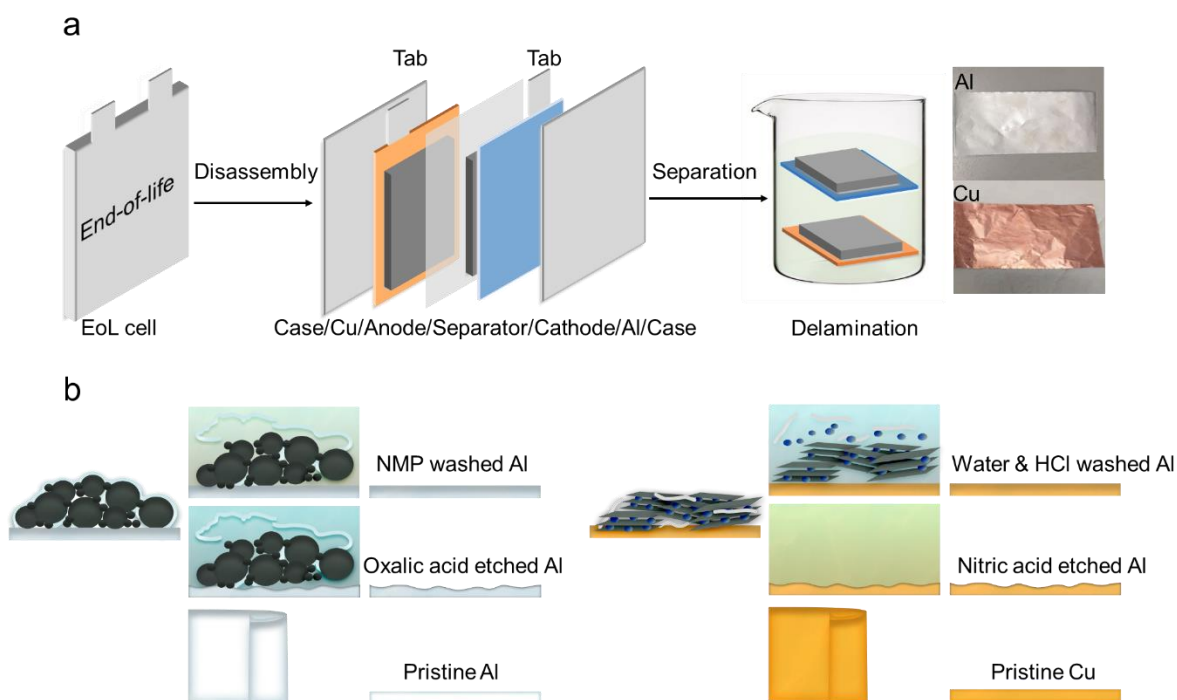 a
Tab
Tab
Al
Disassembly
Separation
End-of-life
Cu
EoL cell
Case/Cu/Anode/Separator/Cathode/Al/Case
Delamination
b
NMP washed Al
Water & HCl washed Al
Oxalic acid etched Al
Nitric acid etched Al
Pristine Al
Pristine Cu